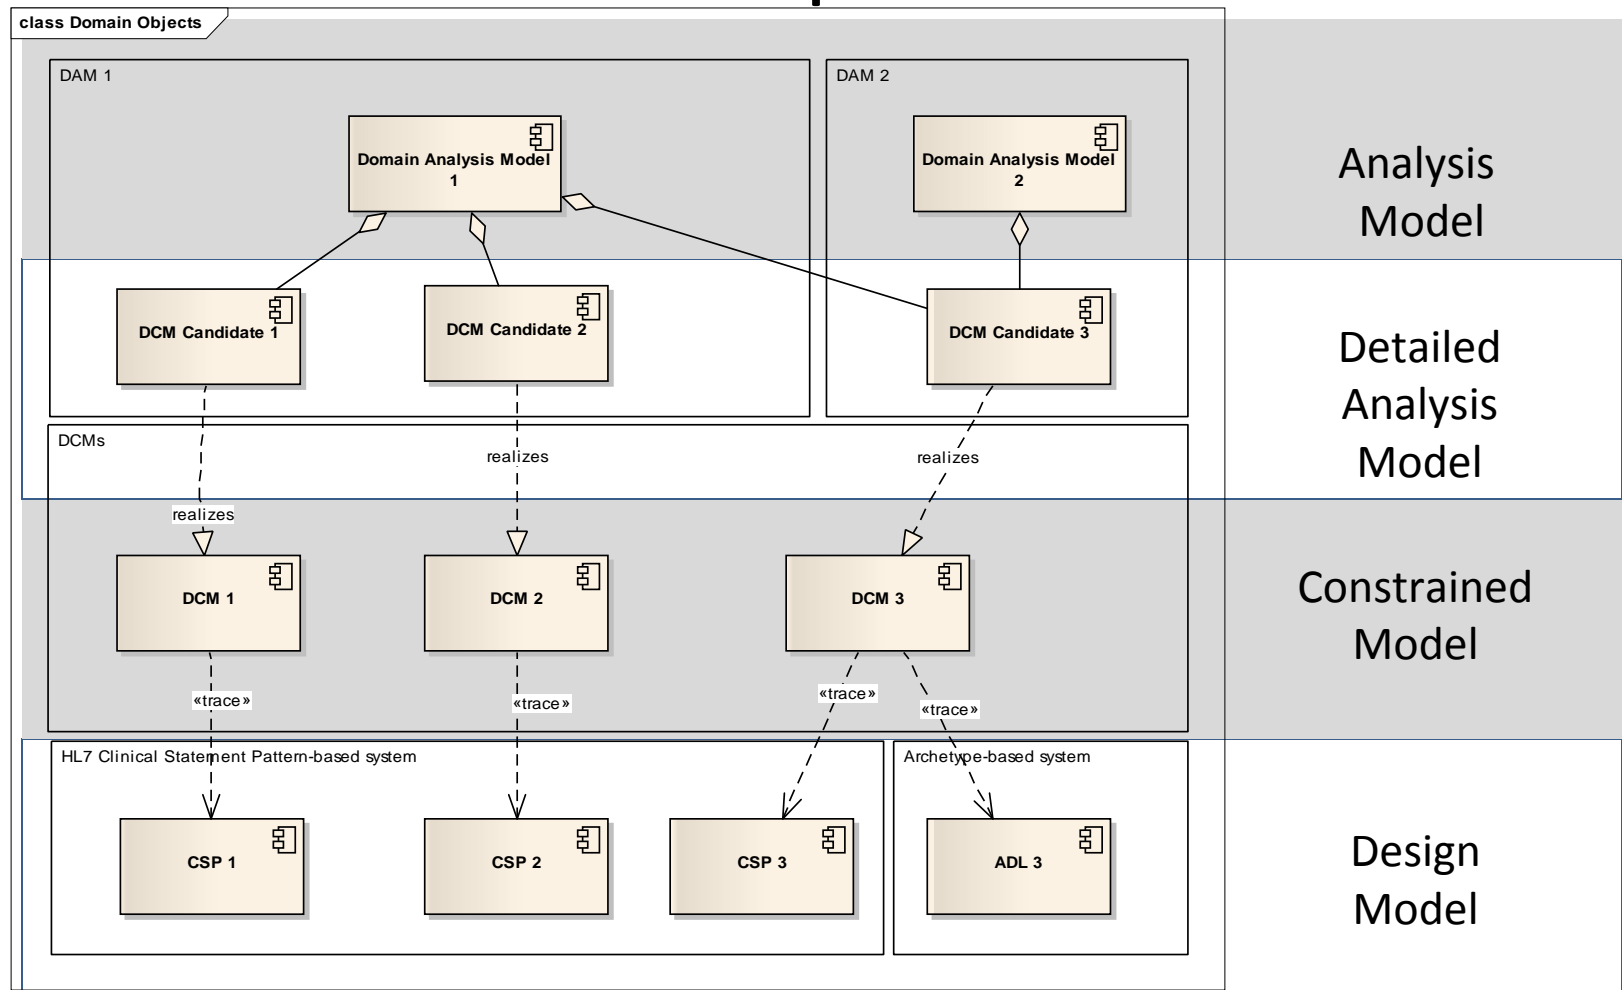 class Domain Objects
DAM 1
DAM 2
Domain Analysis Model
1
Domain Analysis Model
2
Analysis
Model
DCM Candidate 1
DCM Candidate 2
DCM Candidate 3
Detailed
Analysis
Model
DCMs
realizes
realizes
realizes
DCM 1
DCM 2
DCM 3
Constrained
Model
«trace»
«trace»
«trace»
«trace»
HL7 Clinical Statement Pattern-based system
Archetype-based system
CSP 1
CSP 2
CSP 3
ADL 3
Design
Model